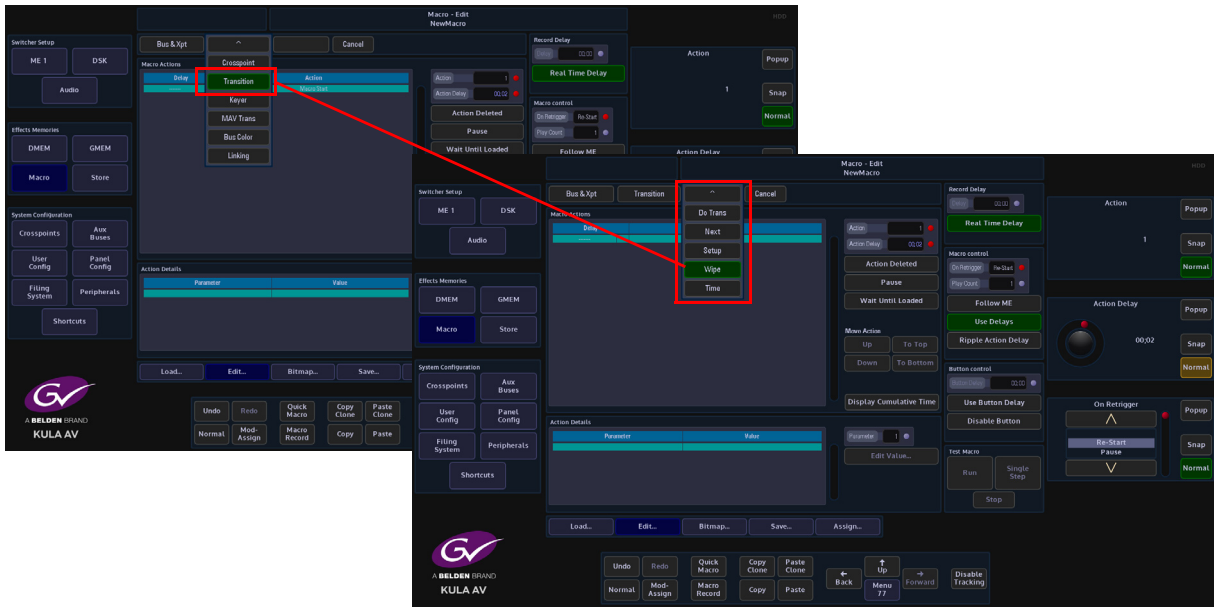 Macro - Edit
NewMacro
HDD
Switcher Setup
ME 1
DSK
Audio
Effects Memories
DMEM
GMEM
Macro
Store
System Configuration
Crosspoints
Aux
Buses
User
Config
Panel
Config
Filing
System
Peripherals
Shortcuts
A BELDEN BRAND
KULA AV
Bus & Xpt
^
Cancel
Crosspoint
Transition
Keyer
MAV Trans
Bus Color
Linking
Macro Actions
Delay
Action
------
Macro Start
Action 1
Action Delay 00;02
Action Deleted
Pause
Wait Until Loaded
Record Delay
Delay 00;00
Real Time Delay
Macro control
On Retrigger Re-Start
Play Count 1
Follow ME
Action
1
Popup
Snap
Normal
Action Delay
Action Details
Parameter
Value
Load...
Edit...
Bitmap...
Save...
Undo
Redo
Quick
Macro
Copy
Clone
Paste
Clone
Normal
Mod-
Assign
Macro
Record
Copy
Paste
Macro - Edit
NewMacro
HDD
Switcher Setup
ME 1
DSK
Audio
Effects Memories
DMEM
GMEM
Macro
Store
System Configuration
Crosspoints
Aux
Buses
User
Config
Panel
Config
Filing
System
Peripherals
Shortcuts
A BELDEN BRAND
KULA AV
Bus & Xpt
Transition
^
Cancel
Do Trans
Next
Setup
Wipe
Time
Macro Actions
Delay
------
Action 1
Action Delay 00;02
Action Deleted
Pause
Wait Until Loaded
Move Action
Up
To Top
Down
To Bottom
Display Cumulative Time
Action Details
Parameter
Value
Parameter 1
Edit Value...
Record Delay
Delay 00;00
Real Time Delay
Macro control
On Retrigger Re-Start
Play Count 1
Follow ME
Use Delays
Ripple Action Delay
Button control
Button Delay 00;00
Use Button Delay
Disable Button
Test Macro
Run
Single
Step
Stop
Action
1
Popup
Snap
Normal
Action Delay
00;02
Popup
Snap
Normal
On Retrigger
Re-Start
Pause
Popup
Snap
Normal
Load...
Edit...
Bitmap...
Save...
Assign...
Undo
Redo
Quick
Macro
Copy
Clone
Paste
Clone
Normal
Mod-
Assign
Macro
Record
Copy
Paste
Back
Up
Menu
77
Forward
Disable
Tracking